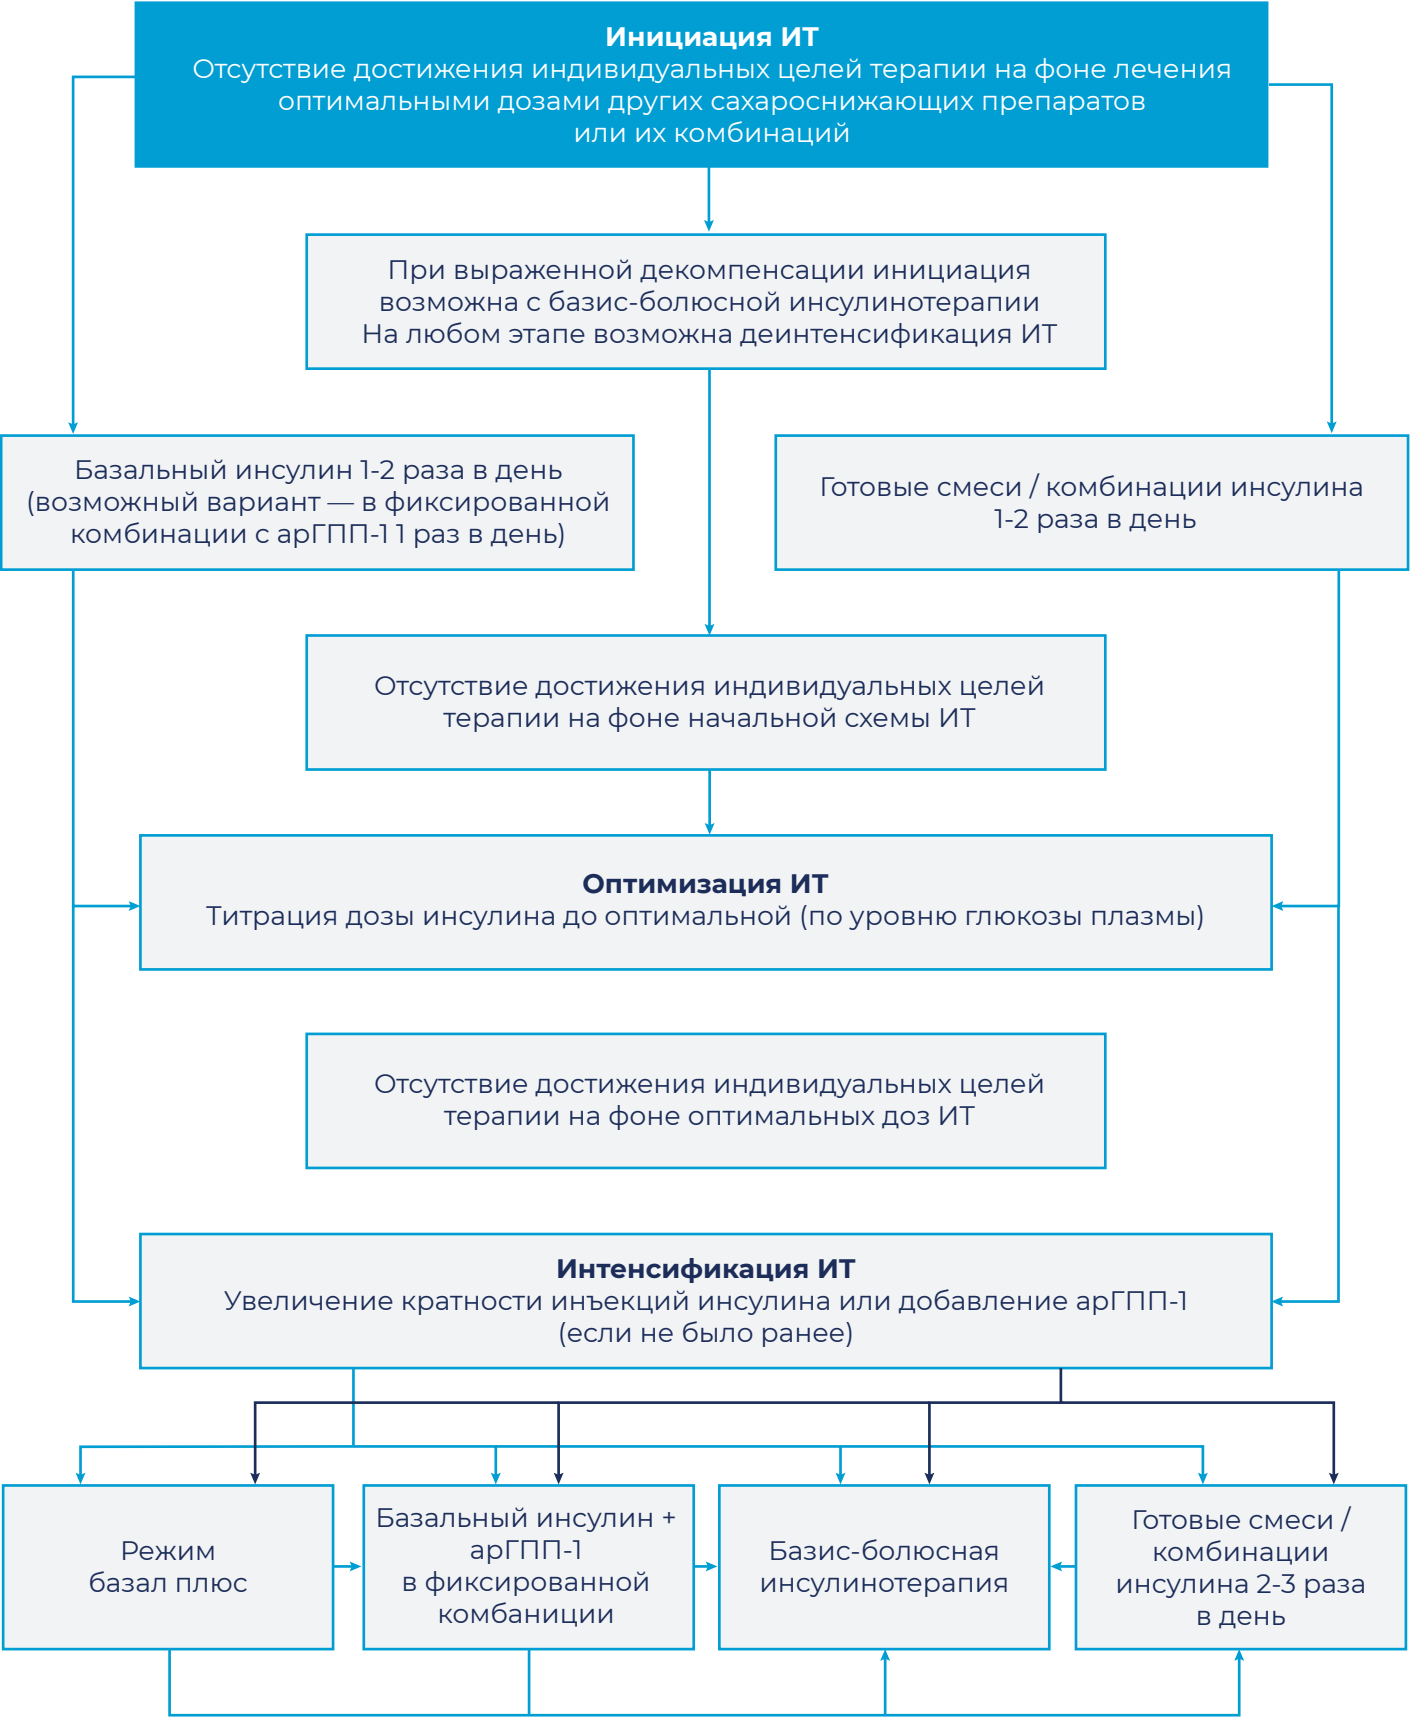 Инициация ИТ
Отсутствие достижения индивидуальных целей терапии на фоне лечения
оптимальными дозами других сахароснижающих препаратов
или их комбинаций
При выраженной декомпенсации инициация
возможна с базис-болюсной инсулинотерапии
На любом этапе возможна деинтенсификация ИТ
Базальный инсулин 1-2 раза в день
(возможный вариант — в фиксированной
комбинации с арГПП-1 1 раз в день)
Готовые смеси / комбинации инсулина
1-2 раза в день
Отсутствие достижения индивидуальных целей
терапии на фоне начальной схемы ИТ
Оптимизация ИТ
Титрация дозы инсулина до оптимальной (по уровню глюкозы плазмы)
Отсутствие достижения индивидуальных целей
терапии на фоне оптимальных доз ИТ
Интенсификация ИТ
Увеличение кратности инъекций инсулина или добавление арГПП-1
(если не было ранее)
Режим
базал плюс
Базальный инсулин +
арГПП-1
в фиксированной
комбаниции
Базис-болюсная
инсулинотерапия
Готовые смеси /
комбинации
инсулина 2-3 раза
в день